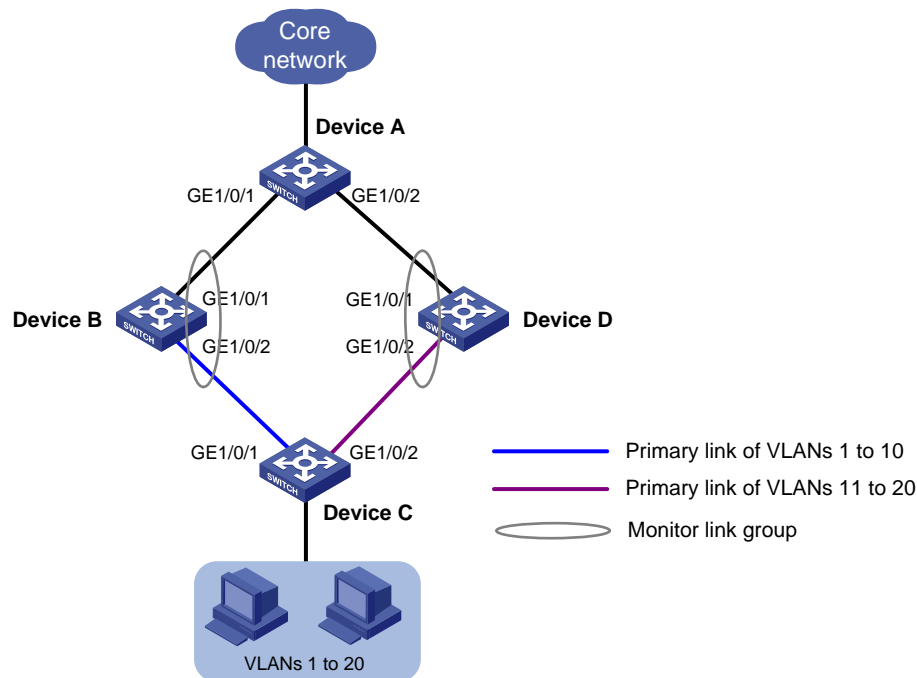 Core
network
Device A
SWITCH
GE1/0/1
GE1/0/2
GE1/0/1
GE1/0/1
Device B
SWITCH
SWITCH
Device D
GE1/0/2
GE1/0/2
GE1/0/1
GE1/0/2
SWITCH
Device C
Primary link of VLANs 1 to 10
Primary link of VLANs 11 to 20
Monitor link group
VLANs 1 to 20